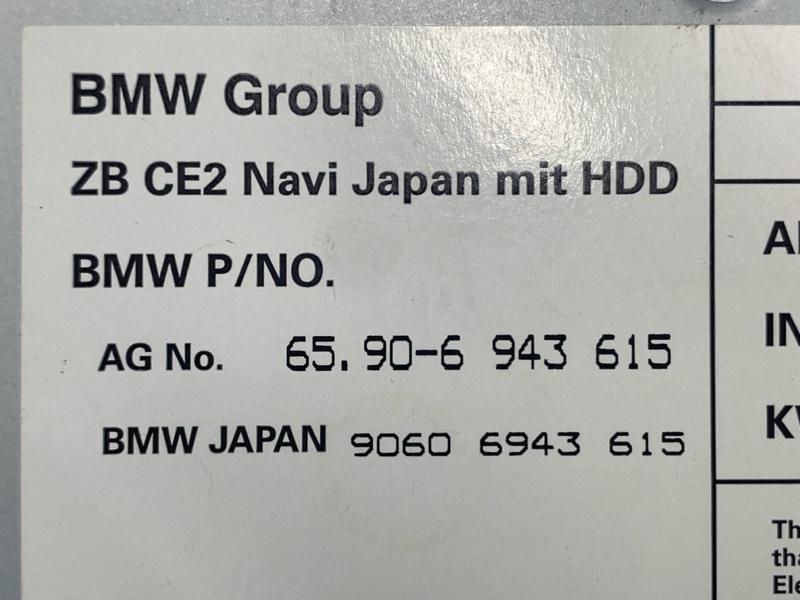 BMW Group
ZB CE2 Navi Japan mit HDD
BMW P/NO.
AG No. 65.90-6 943 615
BMW JAPAN 9060 6943 615